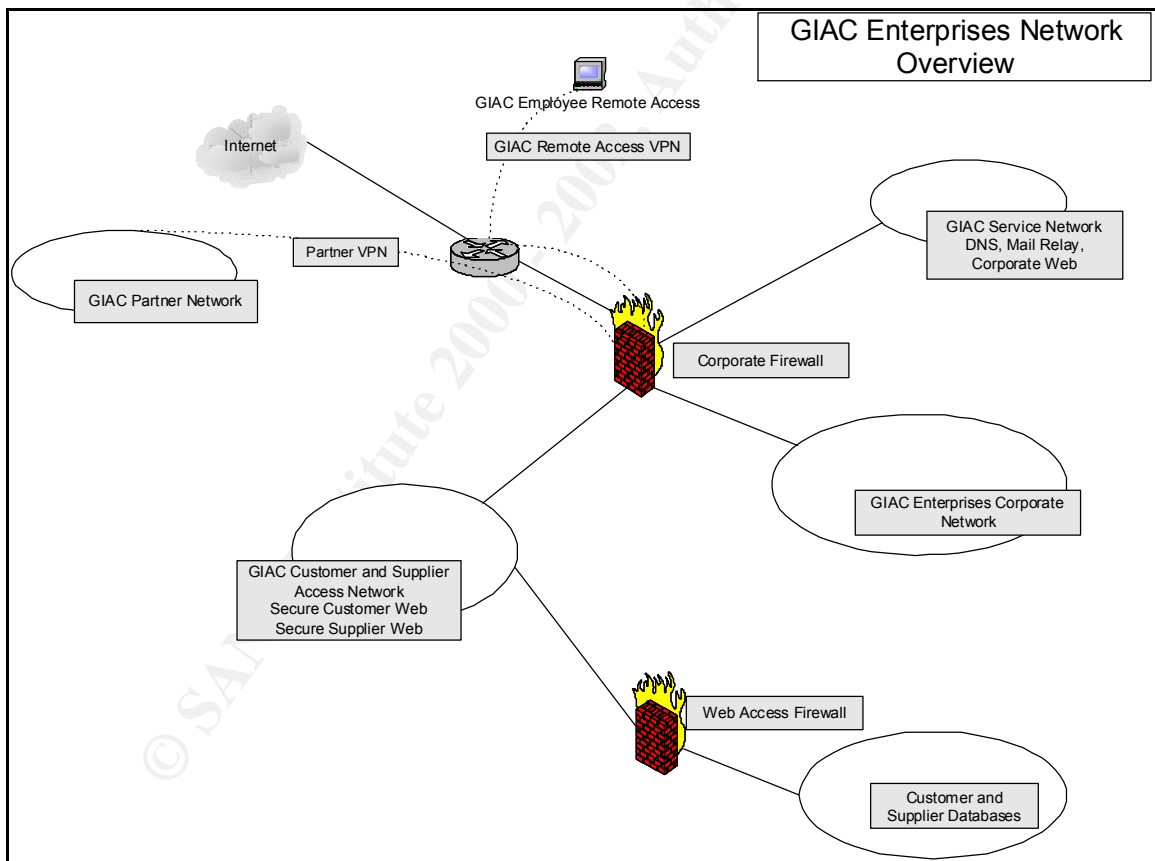 GIAC Enterprises Network
Overview
GIAC Employee Remote Access
Internet
GIAC Remote Access VPN
GIAC Service Network
DNS, Mail Relay,
Corporate Web
Partner VPN
GIAC Partner Network
Corporate Firewall
GIAC Enterprises Corporate
Network
GIAC Customer and Supplier
Access Network
Secure Customer Web
Secure Supplier Web
Web Access Firewall
Customer and
Supplier Databases